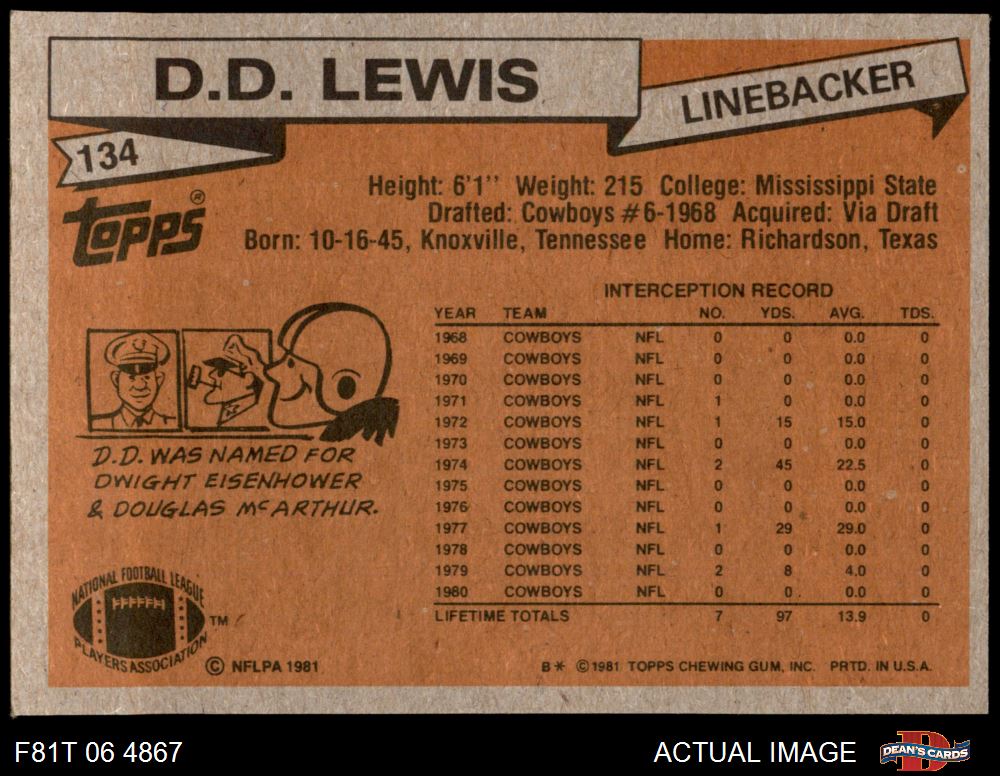 D.D. LEWIS
LINEBACKER
134
TOPPS®
Height: 6'1'' Weight: 215 College: Mississippi State
Drafted: Cowboys #6-1968 Acquired: Via Draft
Born: 10-16-45, Knoxville, Tennessee Home: Richardson, Texas
INTERCEPTION RECORD
YEAR TEAM NO. YDS. AVG. TDS.
1968 COWBOYS NFL 0 0 0.0 0
1969 COWBOYS NFL 0 0 0.0 0
1970 COWBOYS NFL 0 0 0.0 0
1971 COWBOYS NFL 1 0 0.0 0
1972 COWBOYS NFL 1 15 15.0 0
1973 COWBOYS NFL 0 0 0.0 0
1974 COWBOYS NFL 2 45 22.5 0
1975 COWBOYS NFL 0 0 0.0 0
1976 COWBOYS NFL 0 0 0.0 0
1977 COWBOYS NFL 1 29 29.0 0
1978 COWBOYS NFL 0 0 0.0 0
1979 COWBOYS NFL 2 8 4.0 0
1980 COWBOYS NFL 0 0 0.0 0
LIFETIME TOTALS 7 97 13.9 0
D.D. WAS NAMED FOR
DWIGHT EISENHOWER
& DOUGLAS McARTHUR.
NATIONAL FOOTBALL LEAGUE
PLAYERS ASSOCIATION
TM
© NFLPA 1981
B* © 1981 TOPPS CHEWING GUM, INC. PRTD. IN U.S.A.
F81T 06 4867
ACTUAL IMAGE
D
DEAN'S CARDS